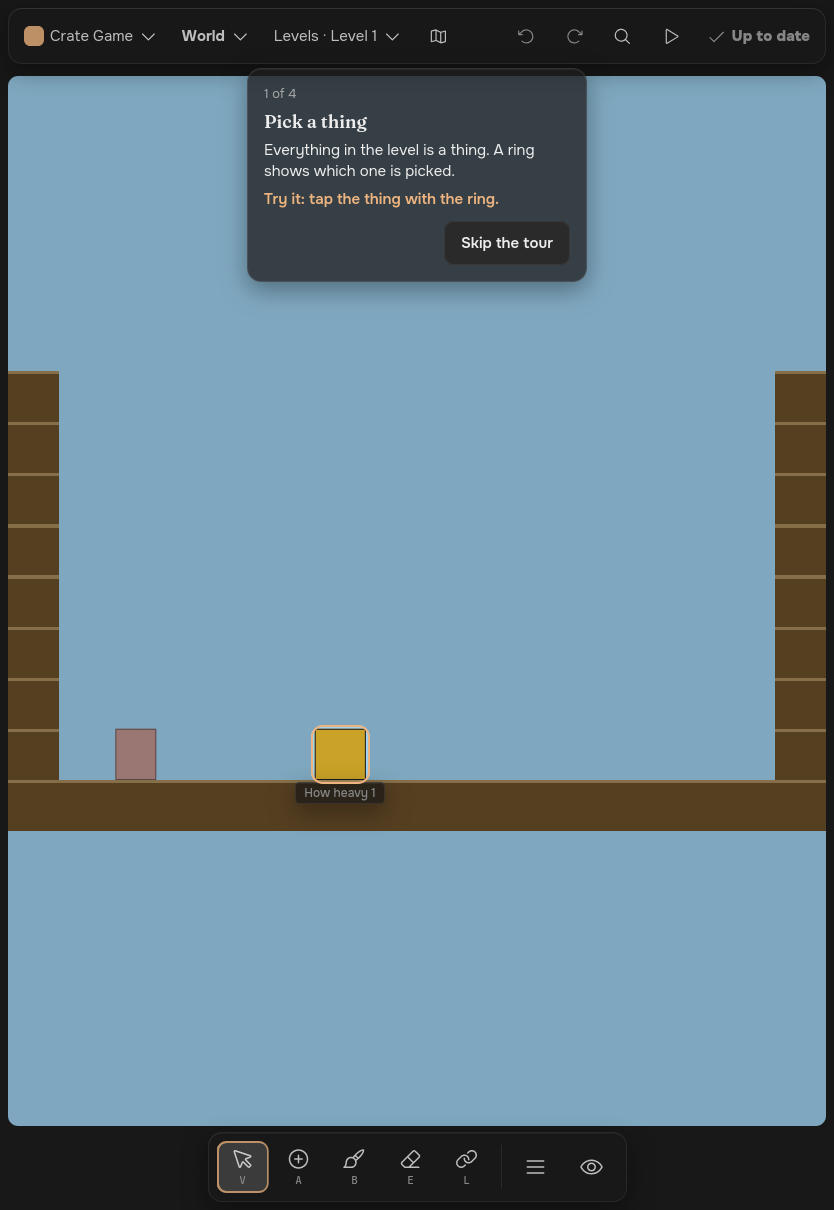 Crate Game
World
Levels · Level 1
Up to date
1 of 4
Pick a thing
Everything in the level is a thing. A ring
shows which one is picked.
Try it: tap the thing with the ring.
Skip the tour
How heavy 1
V
A
B
E
L